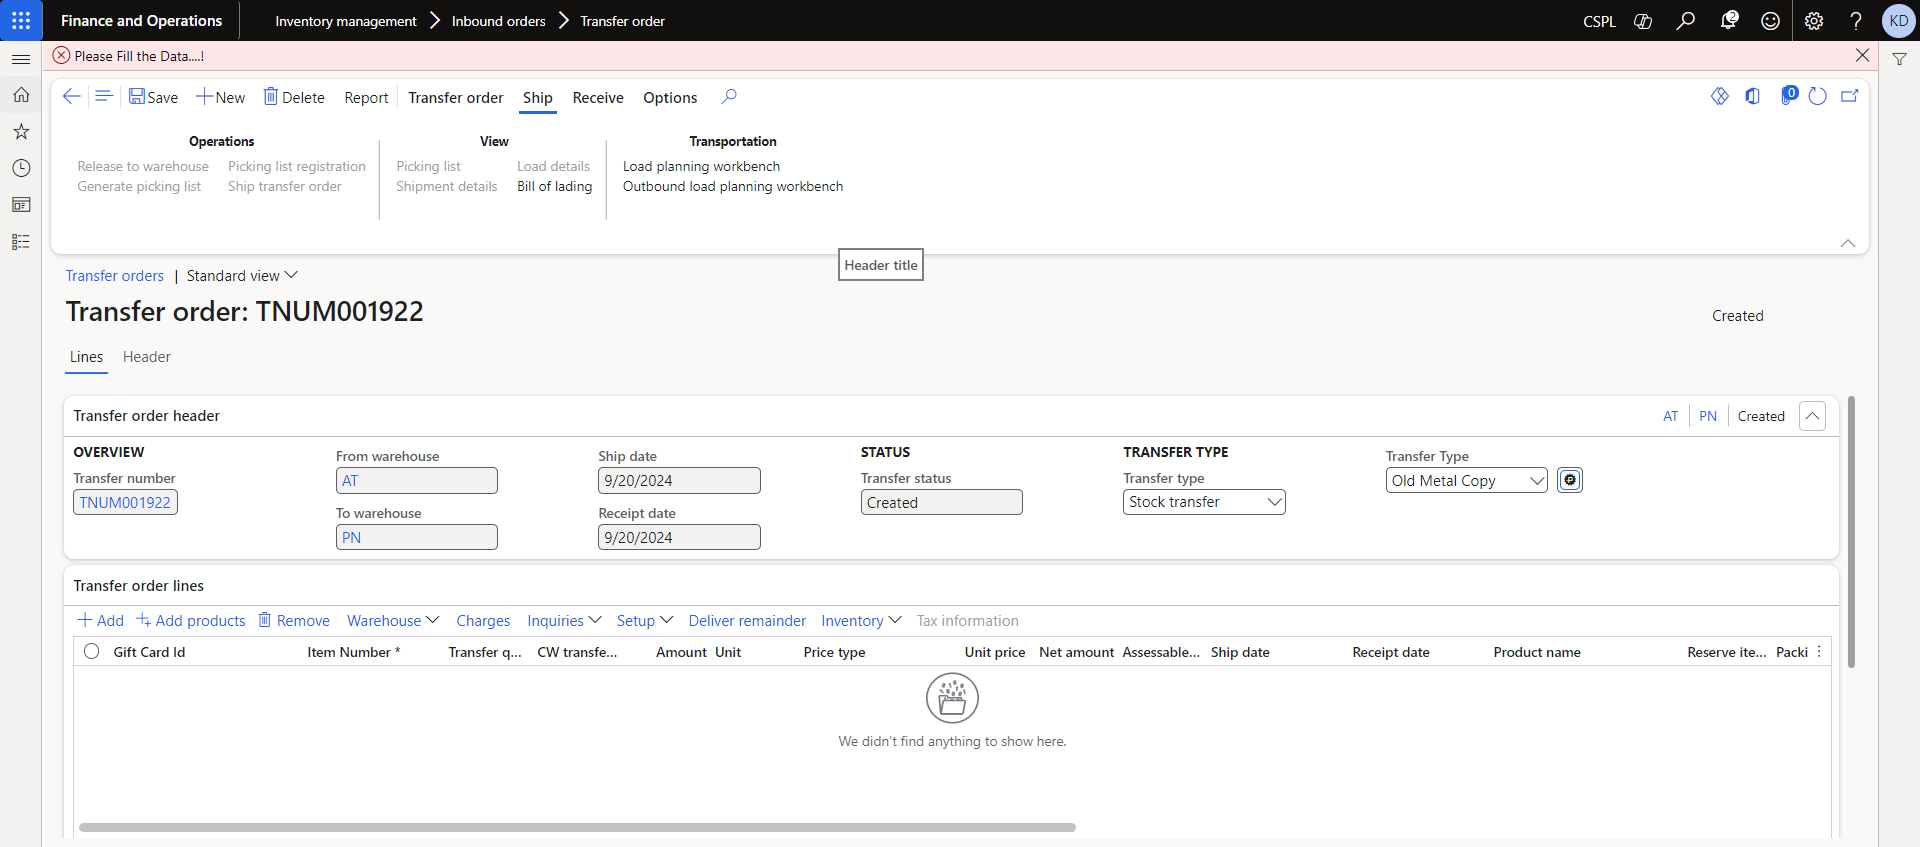 Finance and Operations
Inventory management > Inbound orders > Transfer order
CSPL
2
KD
Please Fill the Data....!
Save New Delete Report Transfer order Ship Receive Options
0
Operations View Transportation
Release to warehouse Picking list registration Picking list Load details Load planning workbench
Generate picking list Ship transfer order Shipment details Bill of lading Outbound load planning workbench
Header title
Transfer orders | Standard view
Transfer order: TNUM001922
Created
Lines Header
Transfer order header
AT PN Created
OVERVIEW
Transfer number
TNUM001922
From warehouse
AT
To warehouse
PN
Ship date
9/20/2024
Receipt date
9/20/2024
STATUS
Transfer status
Created
TRANSFER TYPE
Transfer type
Stock transfer
Transfer Type
Old Metal Copy
Transfer order lines
Add Add products Remove Warehouse Charges Inquiries Setup Deliver remainder Inventory Tax information
Gift Card Id Item Number * Transfer q... CW transfe... Amount Unit Price type Unit price Net amount Assessable... Ship date Receipt date Product name Reserve ite... Packi
We didn't find anything to show here.